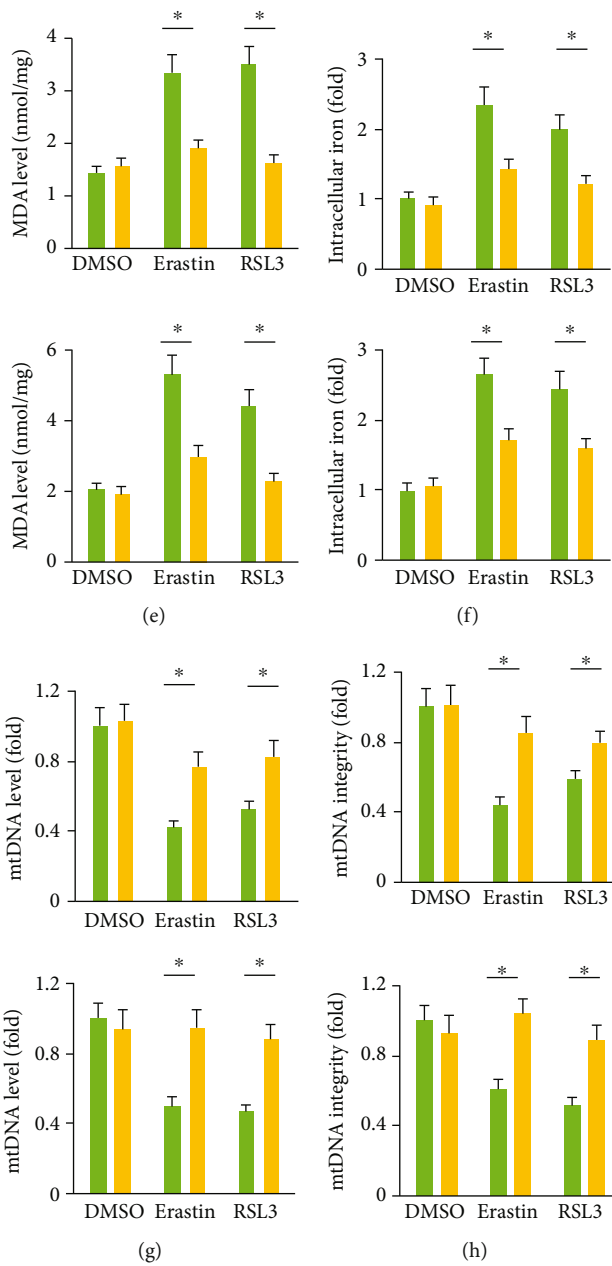 * *
4
3
2
1
0
MDA level (nmol/mg)
DMSO Erastin RSL3
* *
3
2
1
0
Intracellular iron (fold)
DMSO Erastin RSL3
* *
6
4
2
0
MDA level (nmol/mg)
DMSO Erastin RSL3
(e)
* *
3
2
1
0
Intracellular iron (fold)
DMSO Erastin RSL3
(f)
* *
1.2
0.8
0.4
0
mtDNA level (fold)
DMSO Erastin RSL3
* *
1.2
0.8
0.4
0
mtDNA integrity (fold)
DMSO Erastin RSL3
* *
1.2
0.8
0.4
0
mtDNA level (fold)
DMSO Erastin RSL3
(g)
* *
1.2
0.8
0.4
0
mtDNA integrity (fold)
DMSO Erastin RSL3
(h)